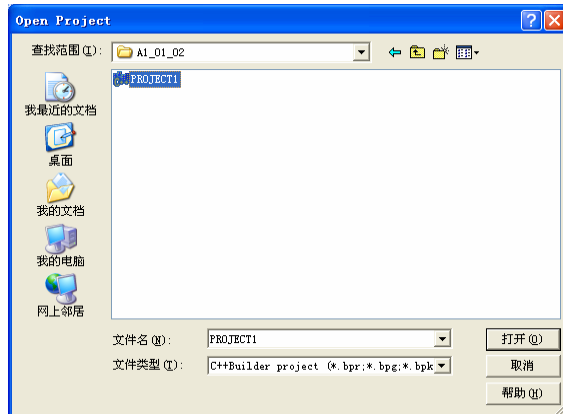 Open Project
查找范围(I):
A1_01_02
PROJECT1
我最近的文档
桌面
我的文档
我的电脑
网上邻居
文件名(N):
PROJECT1
打开(O)
文件类型(T):
C++Builder project (*.bpr;*.bpg;*.bpk
取消
帮助(H)